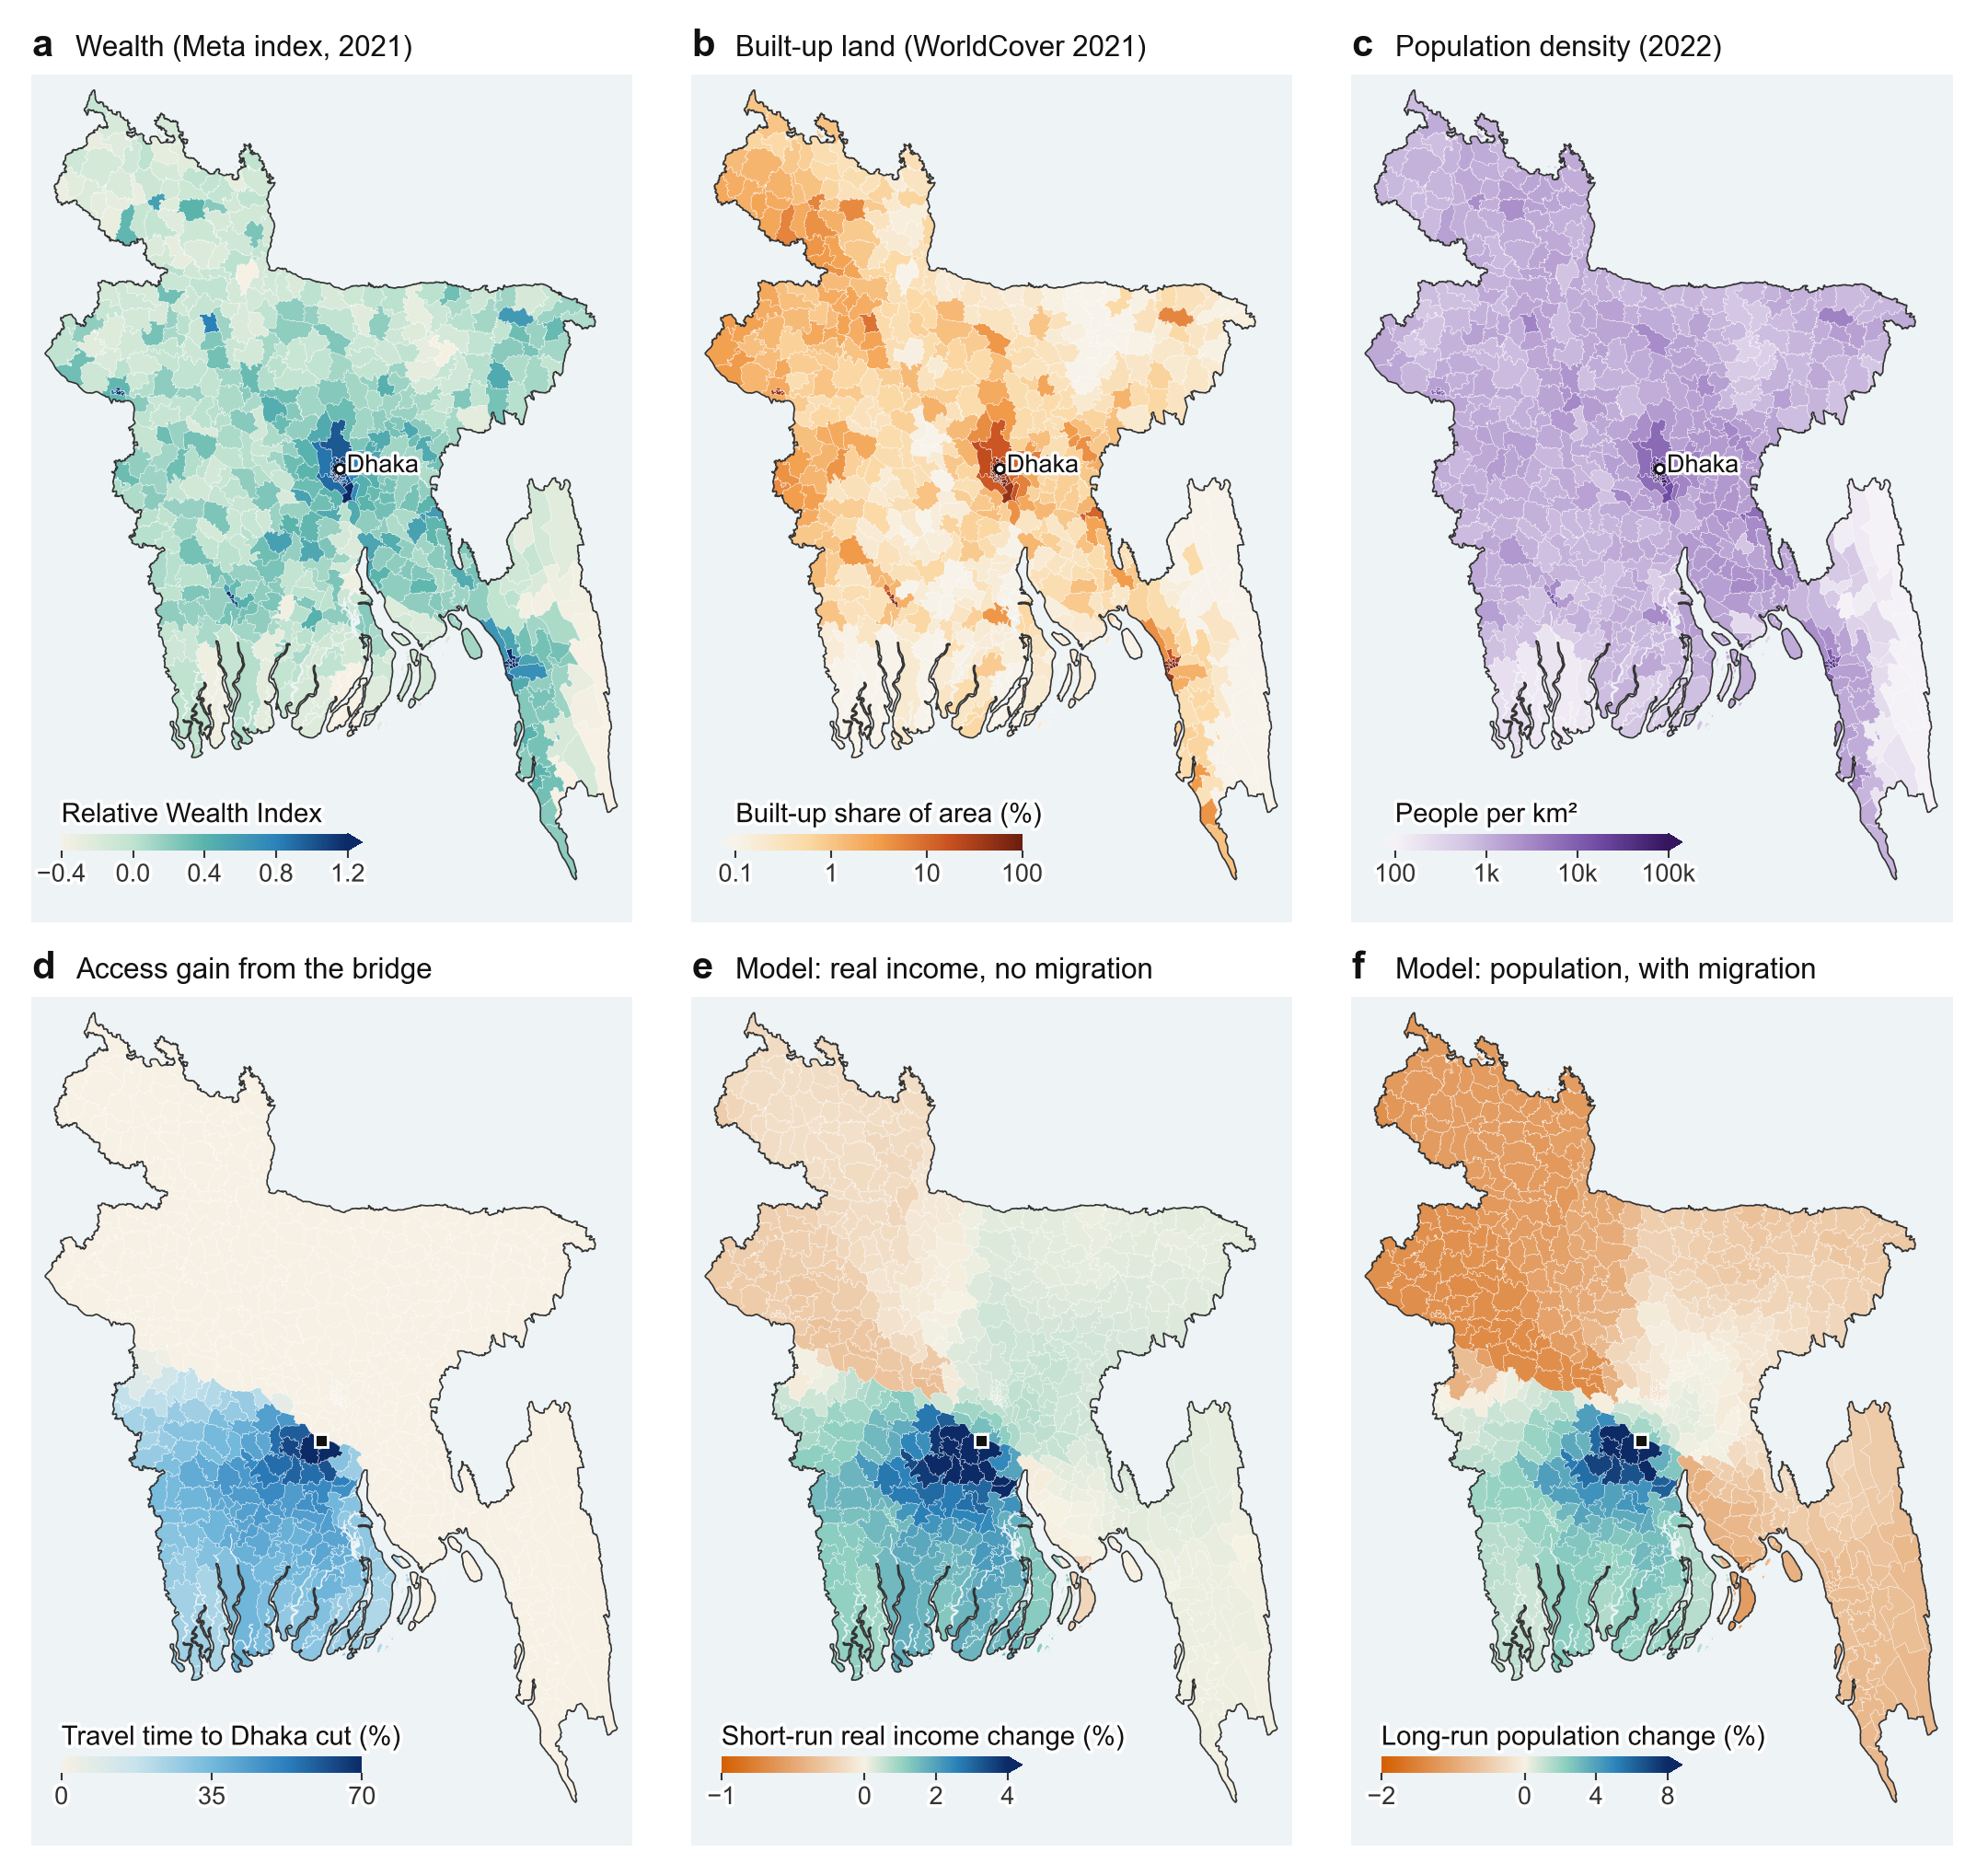 a Wealth (Meta index, 2021)
Dhaka
Relative Wealth Index
−0.4 0.0 0.4 0.8 1.2
b Built-up land (WorldCover 2021)
Dhaka
Built-up share of area (%)
0.1 1 10 100
c Population density (2022)
Dhaka
People per km²
100 1k 10k 100k
d Access gain from the bridge
Travel time to Dhaka cut (%)
0 35 70
e Model: real income, no migration
Short-run real income change (%)
−1 0 2 4
f Model: population, with migration
Long-run population change (%)
−2 0 4 8